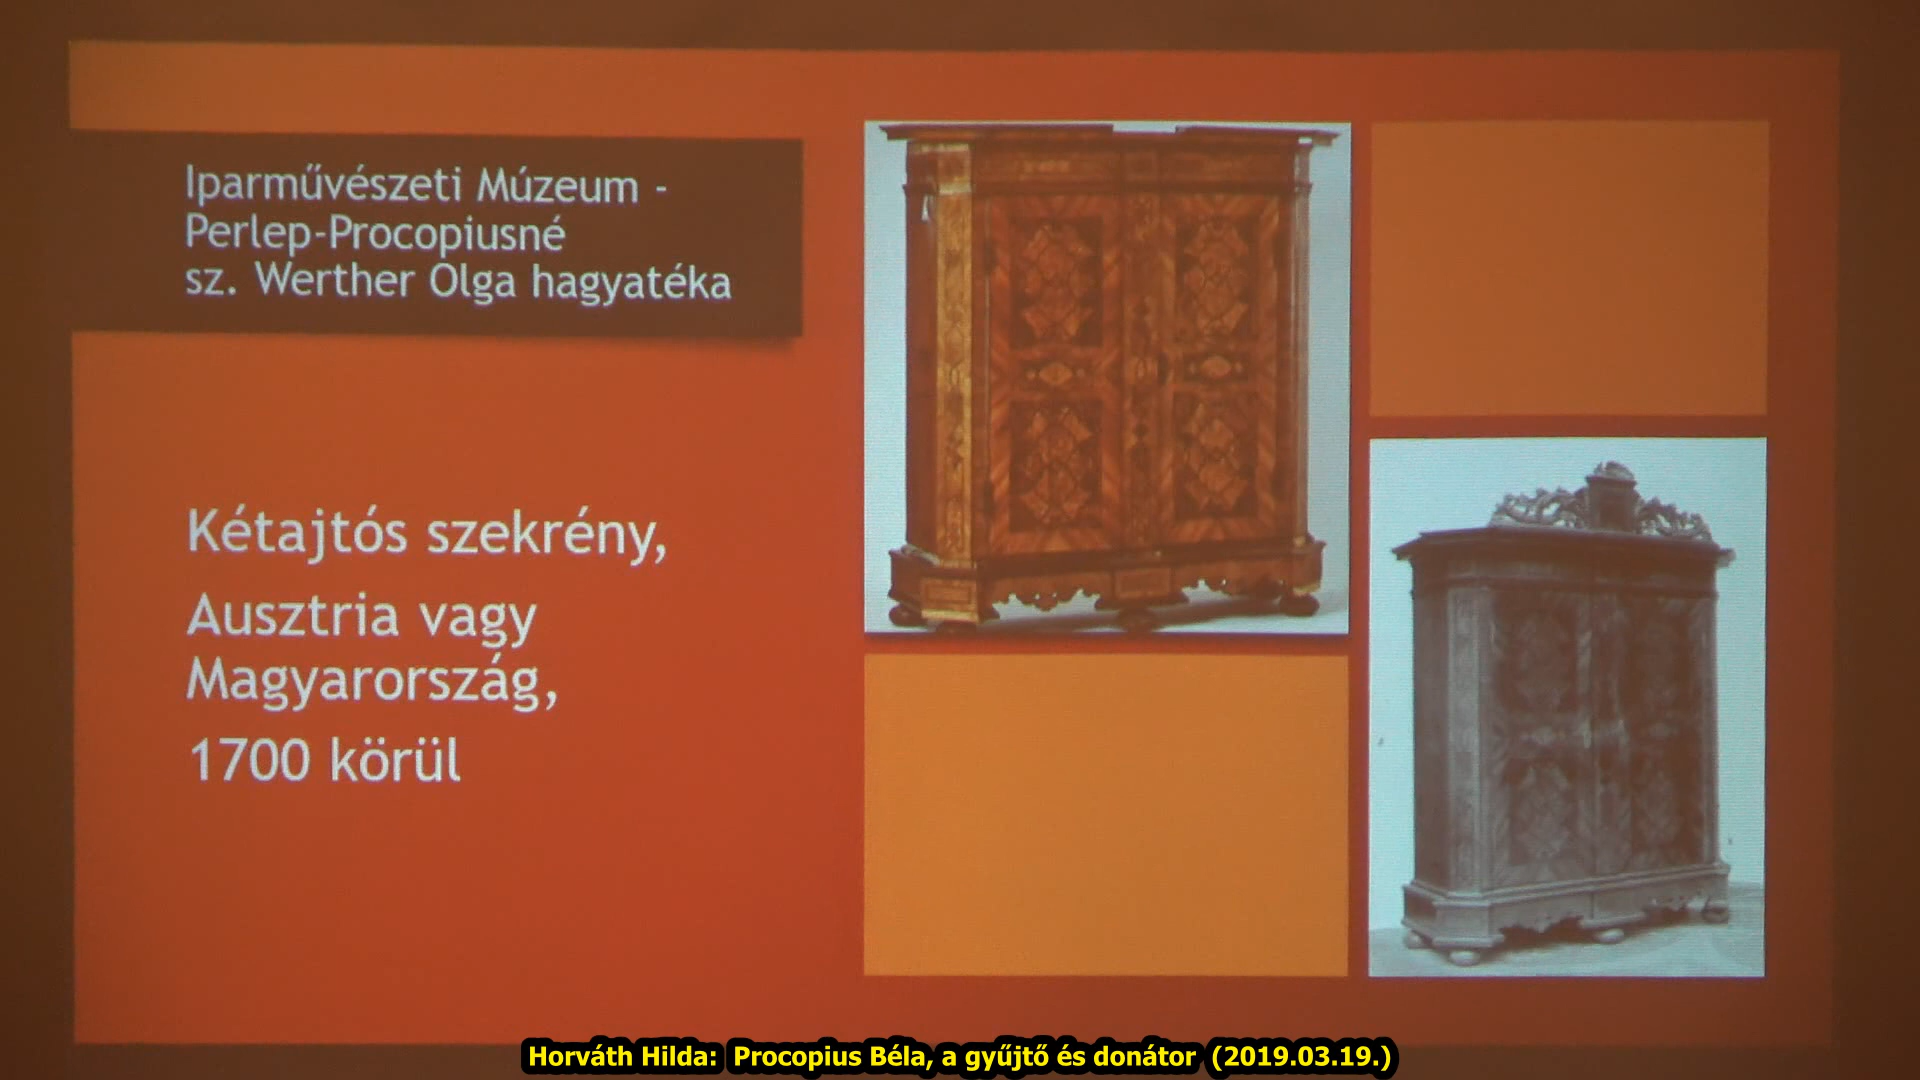 Iparművészeti Múzeum -
Perlep-Procopiusné
sz. Werther Olga hagyatéka
Kétajtós szekrény,
Ausztria vagy
Magyarország,
1700 körül
Horváth Hilda: Procopius Béla, a gyűjtő és donátor (2019.03.19.)